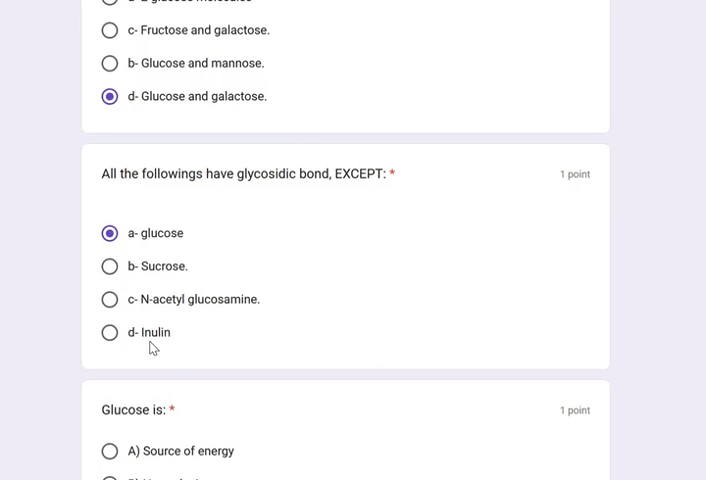 c- Fructose and galactose.
b- Glucose and mannose.
d- Glucose and galactose.
All the followings have glycosidic bond, EXCEPT: *
1 point
a- glucose
b- Sucrose.
c- N-acetyl glucosamine.
d- Inulin
Glucose is: *
1 point
A) Source of energy